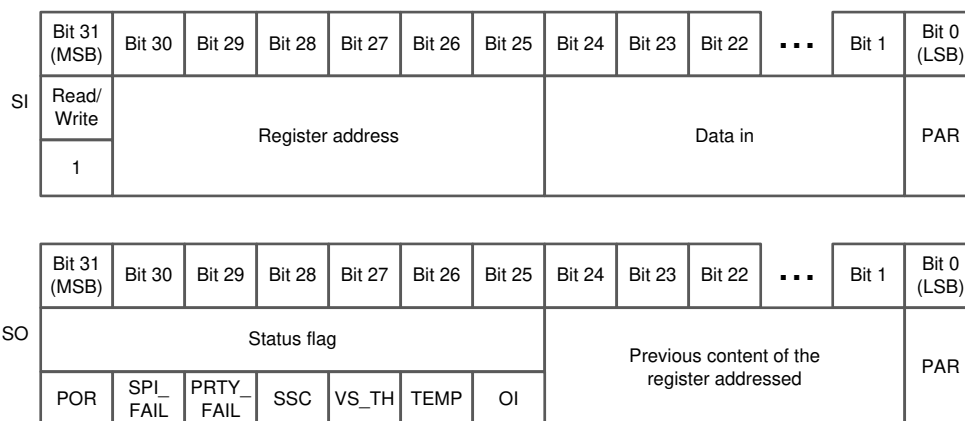 Bit 31 (MSB) Bit 30 Bit 29 Bit 28 Bit 27 Bit 26 Bit 25 Bit 24 Bit 23 Bit 22 ... Bit 1 Bit 0 (LSB)
SI
Read/
Write
1
Register address
Data in
PAR
Bit 31 (MSB) Bit 30 Bit 29 Bit 28 Bit 27 Bit 26 Bit 25 Bit 24 Bit 23 Bit 22 ... Bit 1 Bit 0 (LSB)
SO
Status flag
POR SPI_ FAIL PRTY_ FAIL SSC VS_TH TEMP OI
Previous content of the
register addressed
PAR